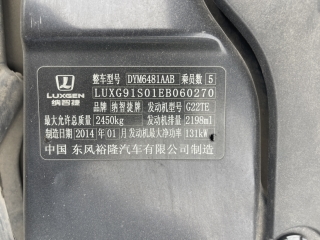 整车型号 DYM6481AAB 乘员数 5
LUXGEN
纳智捷
LUXG91S01EB060270
品牌 纳智捷牌 发动机型号 G22TE
最大允许总质量 2450kg 发动机排量 2198ml
制造日期 2014年01月 发动机最大净功率 131kW
中国 东风裕隆汽车有限公司制造